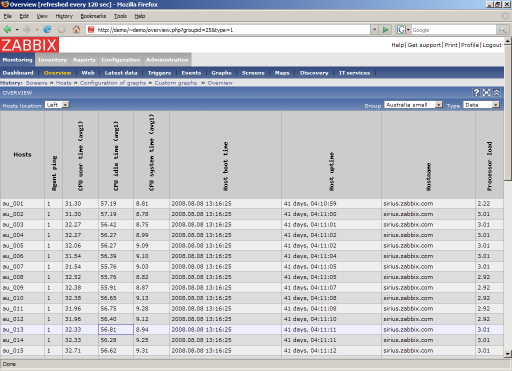 Overview [refreshed every 120 sec] - Mozilla Firefox
File Edit View History Bookmarks Tools Help
http://demo/~demo/overview.php?groupid=25&type=1
Google
ZABBIX
Help | Get support | Print | Profile | Logout
Monitoring Inventory Reports Configuration Administration
Dashboard Overview Web Latest data Triggers Events Graphs Screens Maps Discovery IT services
History: Screens » Hosts » Configuration of graphs » Custom graphs » Overview
OVERVIEW
Hosts location Left Group Australia small Type Data
Hosts Agent ping CPU user time (avg1) CPU idle time (avg1) CPU system time (avg1) Host boot time Host uptime Hostname Processor load
au_001 1 31.30 57.19 8.81 2008.08.08 13:16:25 41 days, 04:10:59 sirius.zabbix.com 2.22
au_002 1 31.30 57.19 8.78 2008.08.08 13:16:25 41 days, 04:11:00 sirius.zabbix.com 3.01
au_003 1 32.27 56.42 8.75 2008.08.08 13:16:25 41 days, 04:11:01 sirius.zabbix.com 3.01
au_004 1 32.27 56.27 8.99 2008.08.08 13:16:25 41 days, 04:11:02 sirius.zabbix.com 3.01
au_005 1 32.06 56.27 9.09 2008.08.08 13:16:25 41 days, 04:11:02 sirius.zabbix.com 3.01
au_006 1 31.54 56.39 9.10 2008.08.08 13:16:25 41 days, 04:11:04 sirius.zabbix.com 3.01
au_007 1 31.54 55.76 9.03 2008.08.08 13:16:25 41 days, 04:11:05 sirius.zabbix.com 3.01
au_008 1 32.52 55.76 8.62 2008.08.08 13:16:25 41 days, 04:11:05 sirius.zabbix.com 2.92
au_009 1 32.38 55.91 8.87 2008.08.08 13:16:25 41 days, 04:11:07 sirius.zabbix.com 2.92
au_010 1 32.38 56.65 9.13 2008.08.08 13:16:25 41 days, 04:11:08 sirius.zabbix.com 2.92
au_011 1 31.96 56.75 9.28 2008.08.08 13:16:25 41 days, 04:11:08 sirius.zabbix.com 2.92
au_012 1 31.96 56.40 9.12 2008.08.08 13:16:25 41 days, 04:11:10 sirius.zabbix.com 2.92
au_013 1 32.33 56.81 8.94 2008.08.08 13:16:25 41 days, 04:11:11 sirius.zabbix.com 3.01
au_014 1 32.33 56.28 9.25 2008.08.08 13:16:25 41 days, 04:11:11 sirius.zabbix.com 3.01
au_015 1 32.71 56.62 9.31 2008.08.08 13:16:25 41 days, 04:11:12 sirius.zabbix.com 3.01
Done